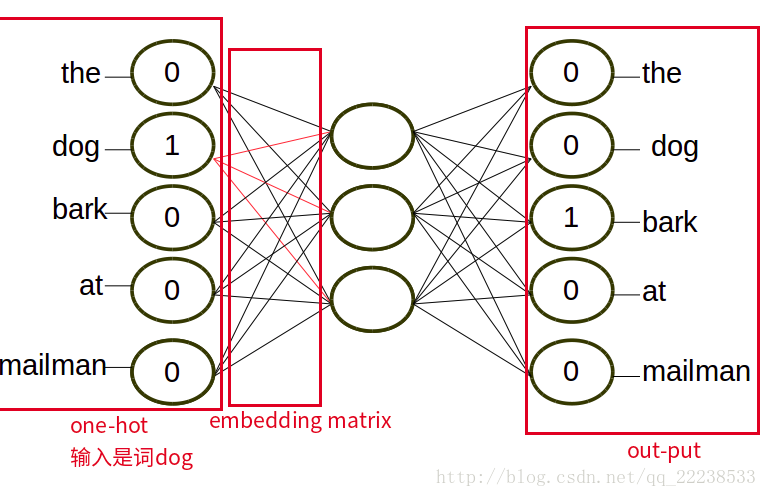 the 0 0 the
dog 1 0 dog
bark 0 1 bark
at 0 0 at
mailman 0 0 mailman
one-hot embedding matrix
输入是词dog out-put
http://blog.csdn.net/qq_22238533